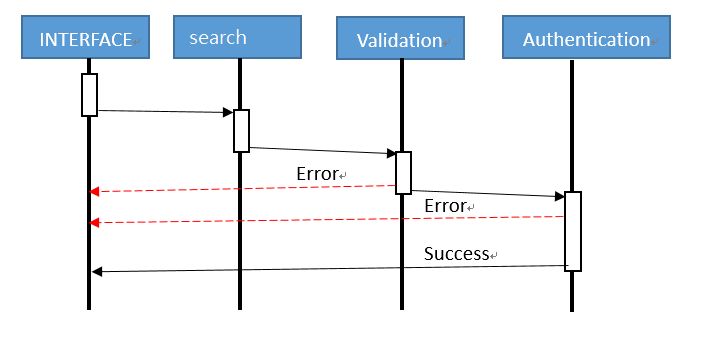 INTERFACE
search
Validation
Authentication
Error
Error
Success